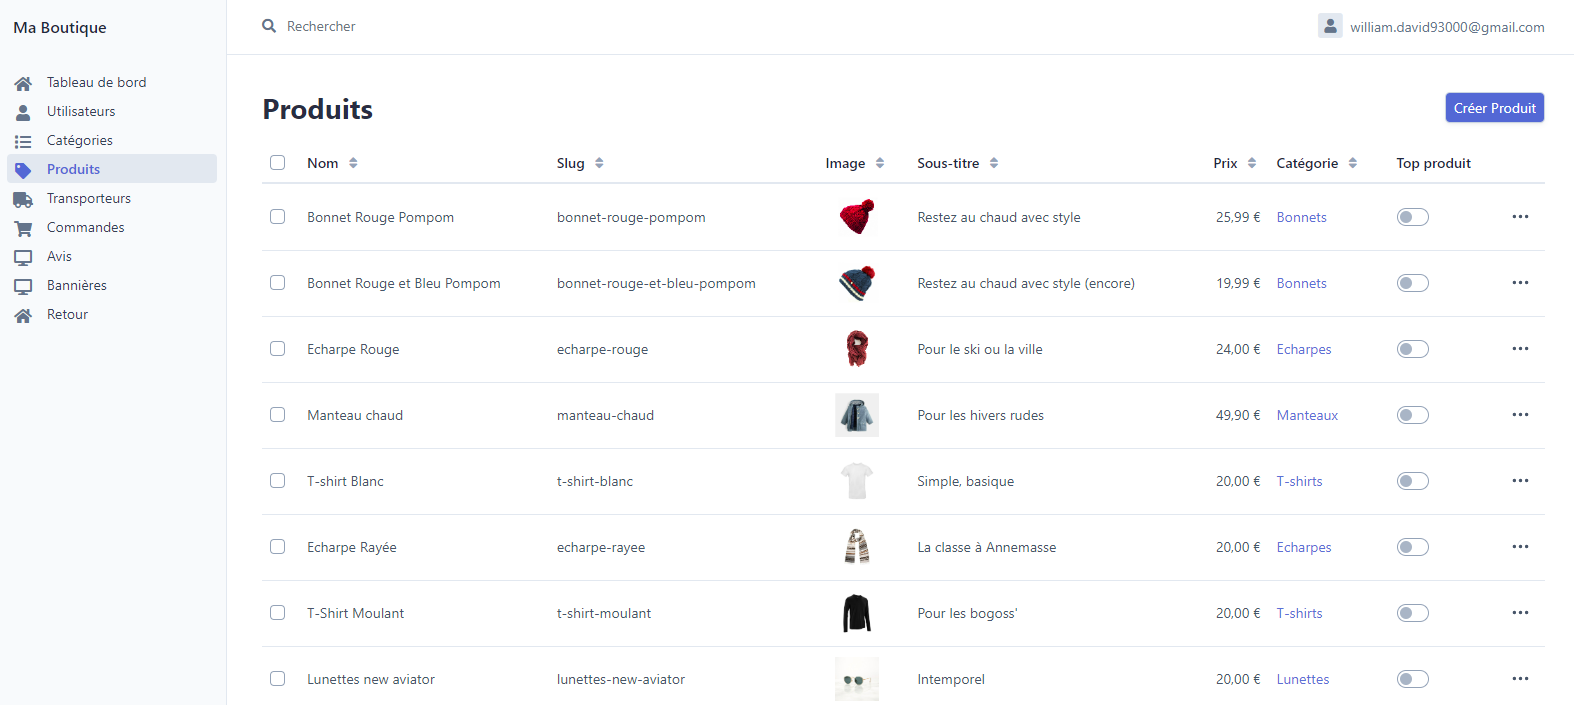 Ma Boutique
Rechercher
william.david93000@gmail.com
Tableau de bord
Utilisateurs
Catégories
Produits
Transporteurs
Commandes
Avis
Bannières
Retour
Produits
Créer Produit
Nom Slug Image Sous-titre Prix Catégorie Top produit
Bonnet Rouge Pompom bonnet-rouge-pompom Restez au chaud avec style 25,99 € Bonnets
Bonnet Rouge et Bleu Pompom bonnet-rouge-et-bleu-pompom Restez au chaud avec style (encore) 19,99 € Bonnets
Echarpe Rouge echarpe-rouge Pour le ski ou la ville 24,00 € Echarpes
Manteau chaud manteau-chaud Pour les hivers rudes 49,90 € Manteaux
T-shirt Blanc t-shirt-blanc Simple, basique 20,00 € T-shirts
Echarpe Rayée echarpe-rayee La classe à Annemasse 20,00 € Echarpes
T-Shirt Moulant t-shirt-moulant Pour les bogoss' 20,00 € T-shirts
Lunettes new aviator lunettes-new-aviator Intemporel 20,00 € Lunettes